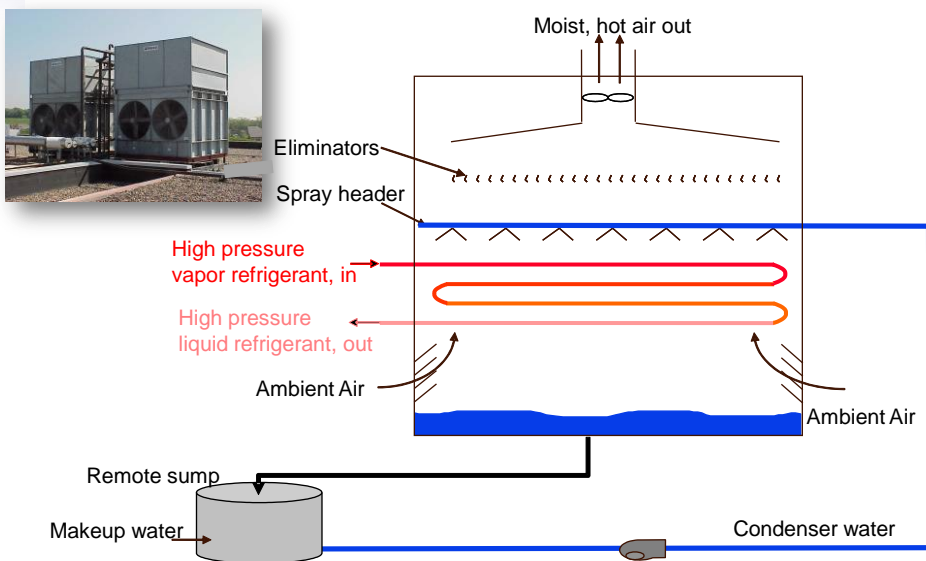 Moist, hot air out
Eliminators
Spray header
High pressure
vapor refrigerant, in
High pressure
liquid refrigerant, out
Ambient Air
Ambient Air
Remote sump
Makeup water
Condenser water